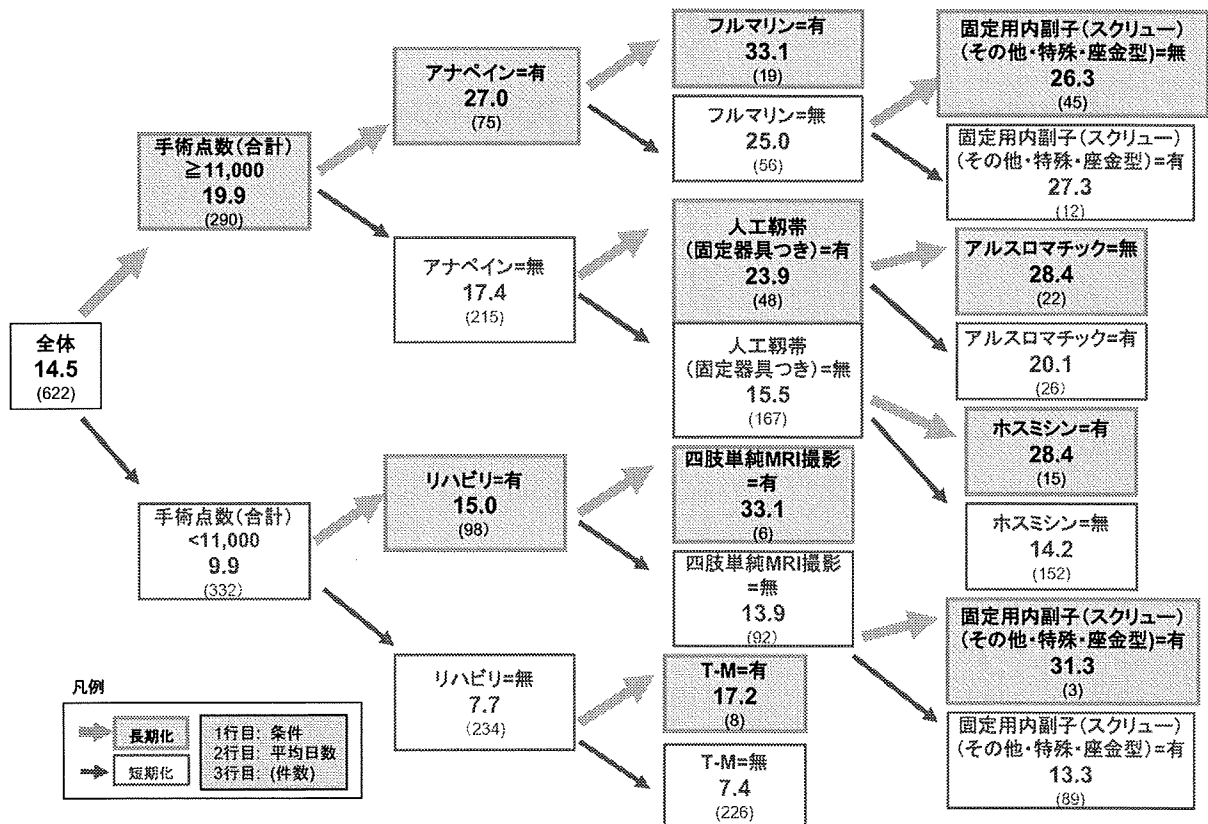 全体
14.5
(622)
手術点数(合計)
≧11,000
19.9
(290)
手術点数(合計)
<11,000
9.9
(332)
アナペイン=有
27.0
(75)
アナペイン=無
17.4
(215)
リハビリ=有
15.0
(98)
リハビリ=無
7.7
(234)
フルマリン=有
33.1
(19)
フルマリン=無
25.0
(56)
人工靱帯
(固定器具つき)=有
23.9
(48)
人工靱帯
(固定器具つき)=無
15.5
(167)
四肢単純MRI撮影
=有
33.1
(6)
四肢単純MRI撮影
=無
13.9
(92)
T-M=有
17.2
(8)
T-M=無
7.4
(226)
固定用内副子(スクリュー)
(その他・特殊・座金型)=無
26.3
(45)
固定用内副子(スクリュー)
(その他・特殊・座金型)=有
27.3
(12)
アルスロマチック=無
28.4
(22)
アルスロマチック=有
20.1
(26)
ホスミシン=有
28.4
(15)
ホスミシン=無
14.2
(152)
固定用内副子(スクリュー)
(その他・特殊・座金型)=有
31.3
(3)
固定用内副子(スクリュー)
(その他・特殊・座金型)=有
13.3
(89)
凡例
長期化
短期化
1行目: 条件
2行目: 平均日数
3行目: (件数)